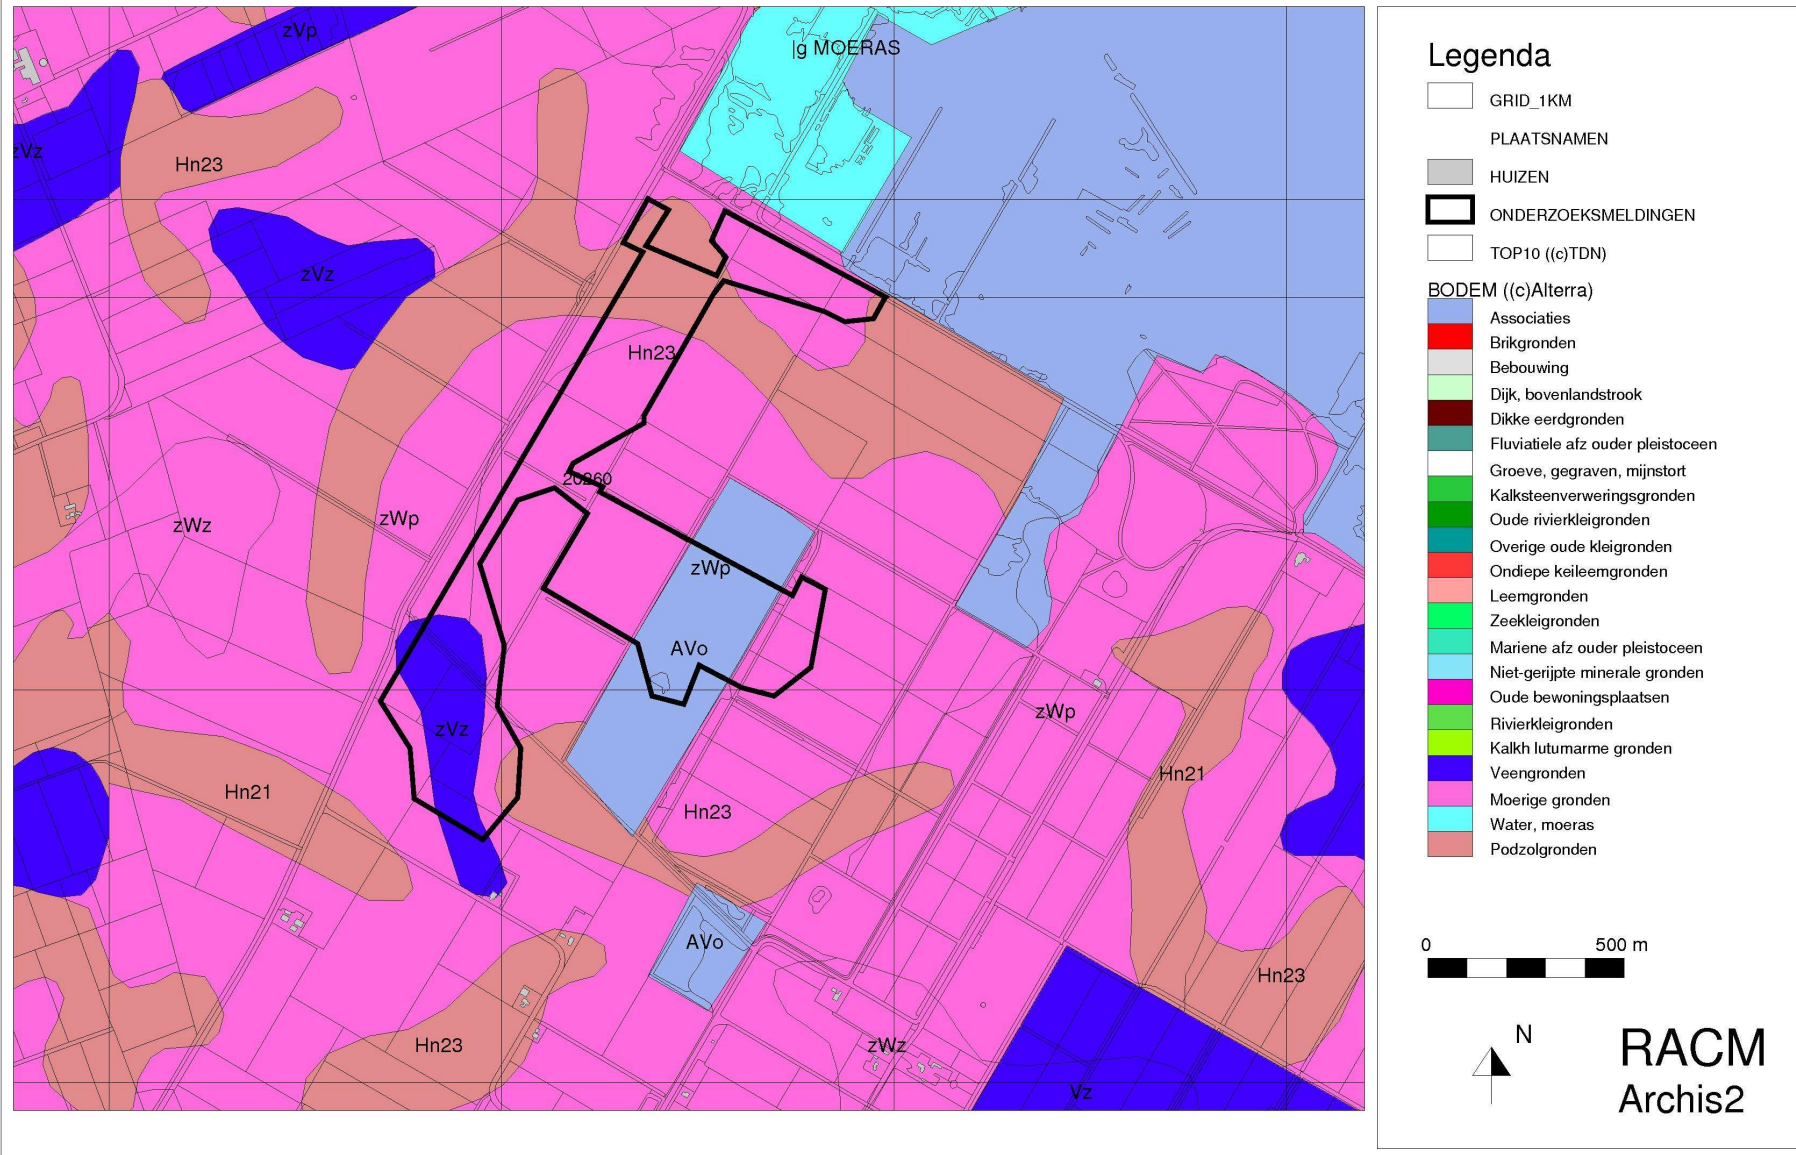 zVp
|g MOERAS
zVz
Hn23
zVz
Hn23
20260
zWz
zWp
zWp
AVo
zWp
zVz
Hn21
Hn21
Hn23
AVo
Hn23
Hn23
zWz
Vz
Legenda
GRID_1KM
PLAATSNAMEN
HUIZEN
ONDERZOEKSMELDINGEN
TOP10 ((c)TDN)
BODEM ((c)Alterra)
Associaties
Brikgronden
Bebouwing
Dijk, bovenlandstrook
Dikke eerdgronden
Fluviatiele afz ouder pleistoceen
Groeve, gegraven, mijnstort
Kalksteenverweringsgronden
Oude rivierkleigronden
Overige oude kleigronden
Ondiepe keileemgronden
Leemgronden
Zeekleigronden
Mariene afz ouder pleistoceen
Niet-gerijpte minerale gronden
Oude bewoningsplaatsen
Rivierkleigronden
Kalkh lutumarme gronden
Veengronden
Moerige gronden
Water, moeras
Podzolgronden
0 500 m
N
RACM
Archis2